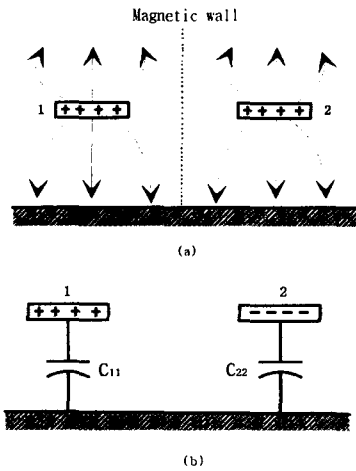 Magnetic wall
1 + + + + + + + + 2
(a)
1 2
+ + + + - - - -
C11 C22
(b)